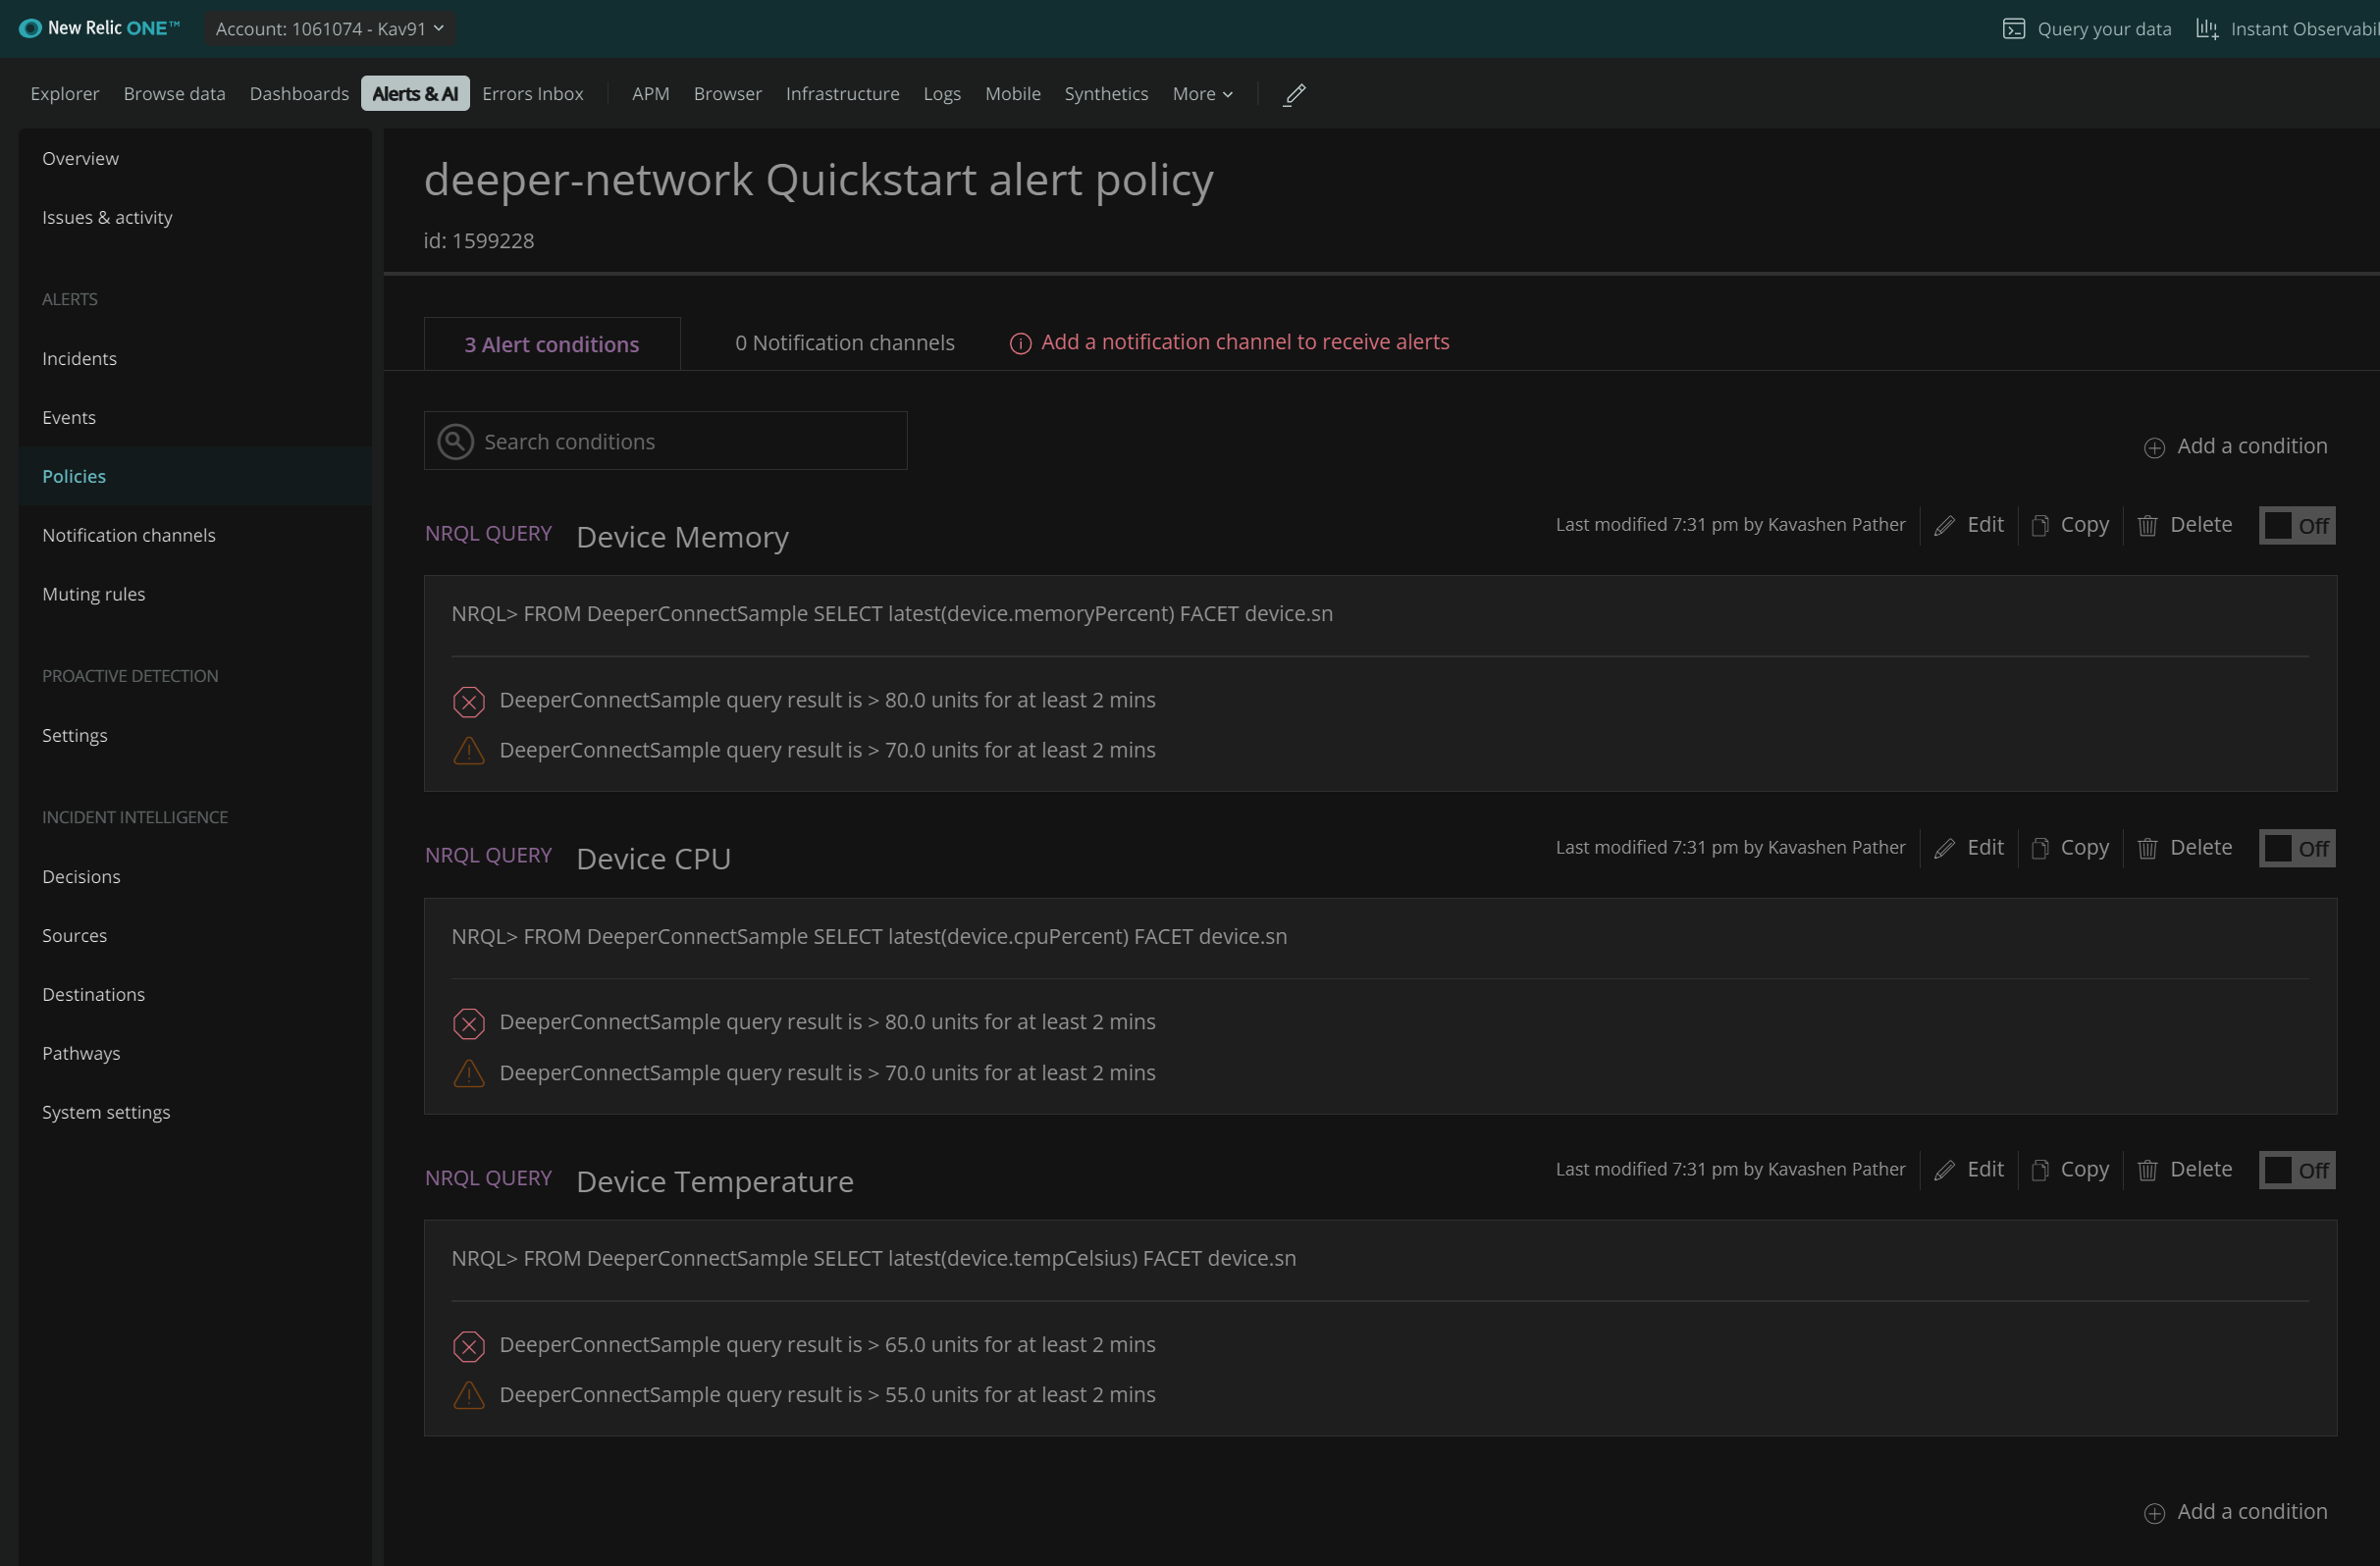 New Relic ONE™ Account: 1061074 - Kav91 Query your data Instant Observabil
Explorer Browse data Dashboards Alerts & AI Errors Inbox APM Browser Infrastructure Logs Mobile Synthetics More
Overview
Issues & activity
ALERTS
Incidents
Events
Policies
Notification channels
Muting rules
PROACTIVE DETECTION
Settings
INCIDENT INTELLIGENCE
Decisions
Sources
Destinations
Pathways
System settings
deeper-network Quickstart alert policy
id: 1599228
3 Alert conditions 0 Notification channels Add a notification channel to receive alerts
Search conditions
Add a condition
NRQL QUERY Device Memory Last modified 7:31 pm by Kavashen Pather Edit Copy Delete Off
NRQL> FROM DeeperConnectSample SELECT latest(device.memoryPercent) FACET device.sn
DeeperConnectSample query result is > 80.0 units for at least 2 mins
DeeperConnectSample query result is > 70.0 units for at least 2 mins
NRQL QUERY Device CPU Last modified 7:31 pm by Kavashen Pather Edit Copy Delete Off
NRQL> FROM DeeperConnectSample SELECT latest(device.cpuPercent) FACET device.sn
DeeperConnectSample query result is > 80.0 units for at least 2 mins
DeeperConnectSample query result is > 70.0 units for at least 2 mins
NRQL QUERY Device Temperature Last modified 7:31 pm by Kavashen Pather Edit Copy Delete Off
NRQL> FROM DeeperConnectSample SELECT latest(device.tempCelsius) FACET device.sn
DeeperConnectSample query result is > 65.0 units for at least 2 mins
DeeperConnectSample query result is > 55.0 units for at least 2 mins
Add a condition